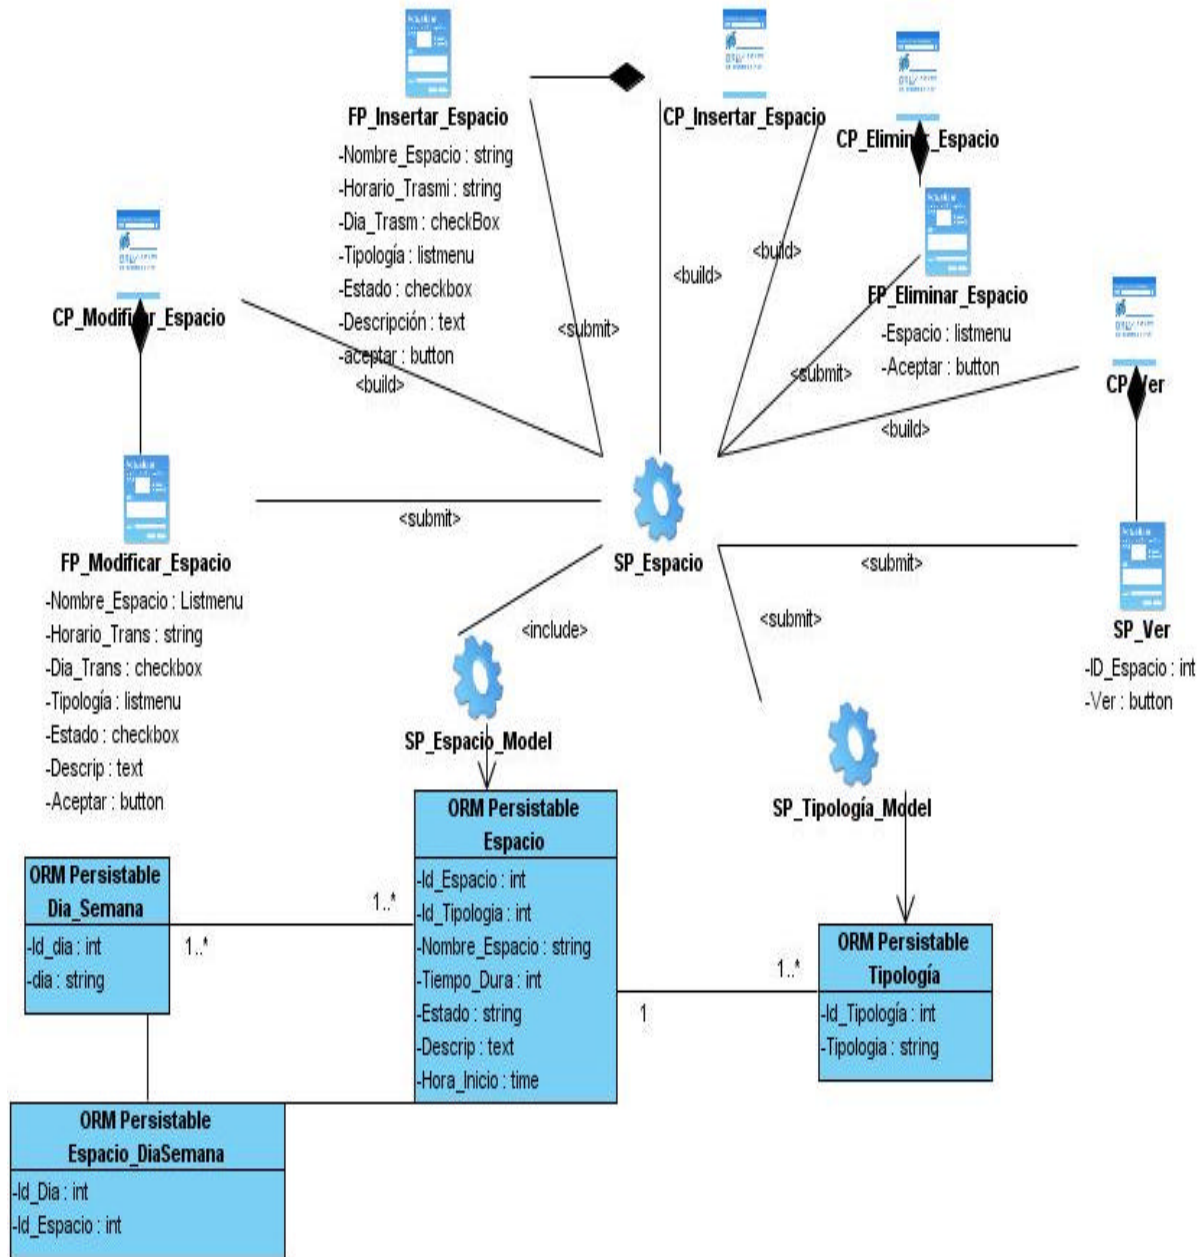 FP_Insertar_Espacio
-Nombre_Espacio : string
-Horario_Trasmi : string
-Dia_Trasm : checkBox
-Tipología : listmenu
-Estado : checkbox
-Descripción : text
-aceptar : button
CP_Insertar_Espacio
CP_Eliminar_Espacio
FP_Eliminar_Espacio
-Espacio : listmenu
-Aceptar : button
CP_Modificar_Espacio
<build>
<submit>
<build>
<build>
<submit>
<build>
CP_Ver
FP_Modificar_Espacio
-Nombre_Espacio : Listmenu
-Horario_Trans : string
-Dia_Trans : checkbox
-Tipología : listmenu
-Estado : checkbox
-Descrip : text
-Aceptar : button
<submit>
SP_Espacio
<submit>
<include>
<submit>
SP_Ver
-ID_Espacio : int
-Ver : button
SP_Espacio_Model
SP_Tipología_Model
ORM Persistable
Espacio
-Id_Espacio : int
-Id_Tipologia : int
-Nombre_Espacio : string
-Tiempo_Dura : int
-Estado : string
-Descrip : text
-Hora_Inicio : time
ORM Persistable
Dia_Semana
-Id_dia : int
-dia : string
1..*
1..*
1
1..*
ORM Persistable
Tipología
-Id_Tipología : int
-Tipologia : string
ORM Persistable
Espacio_DiaSemana
-Id_Dia : int
-Id_Espacio : int